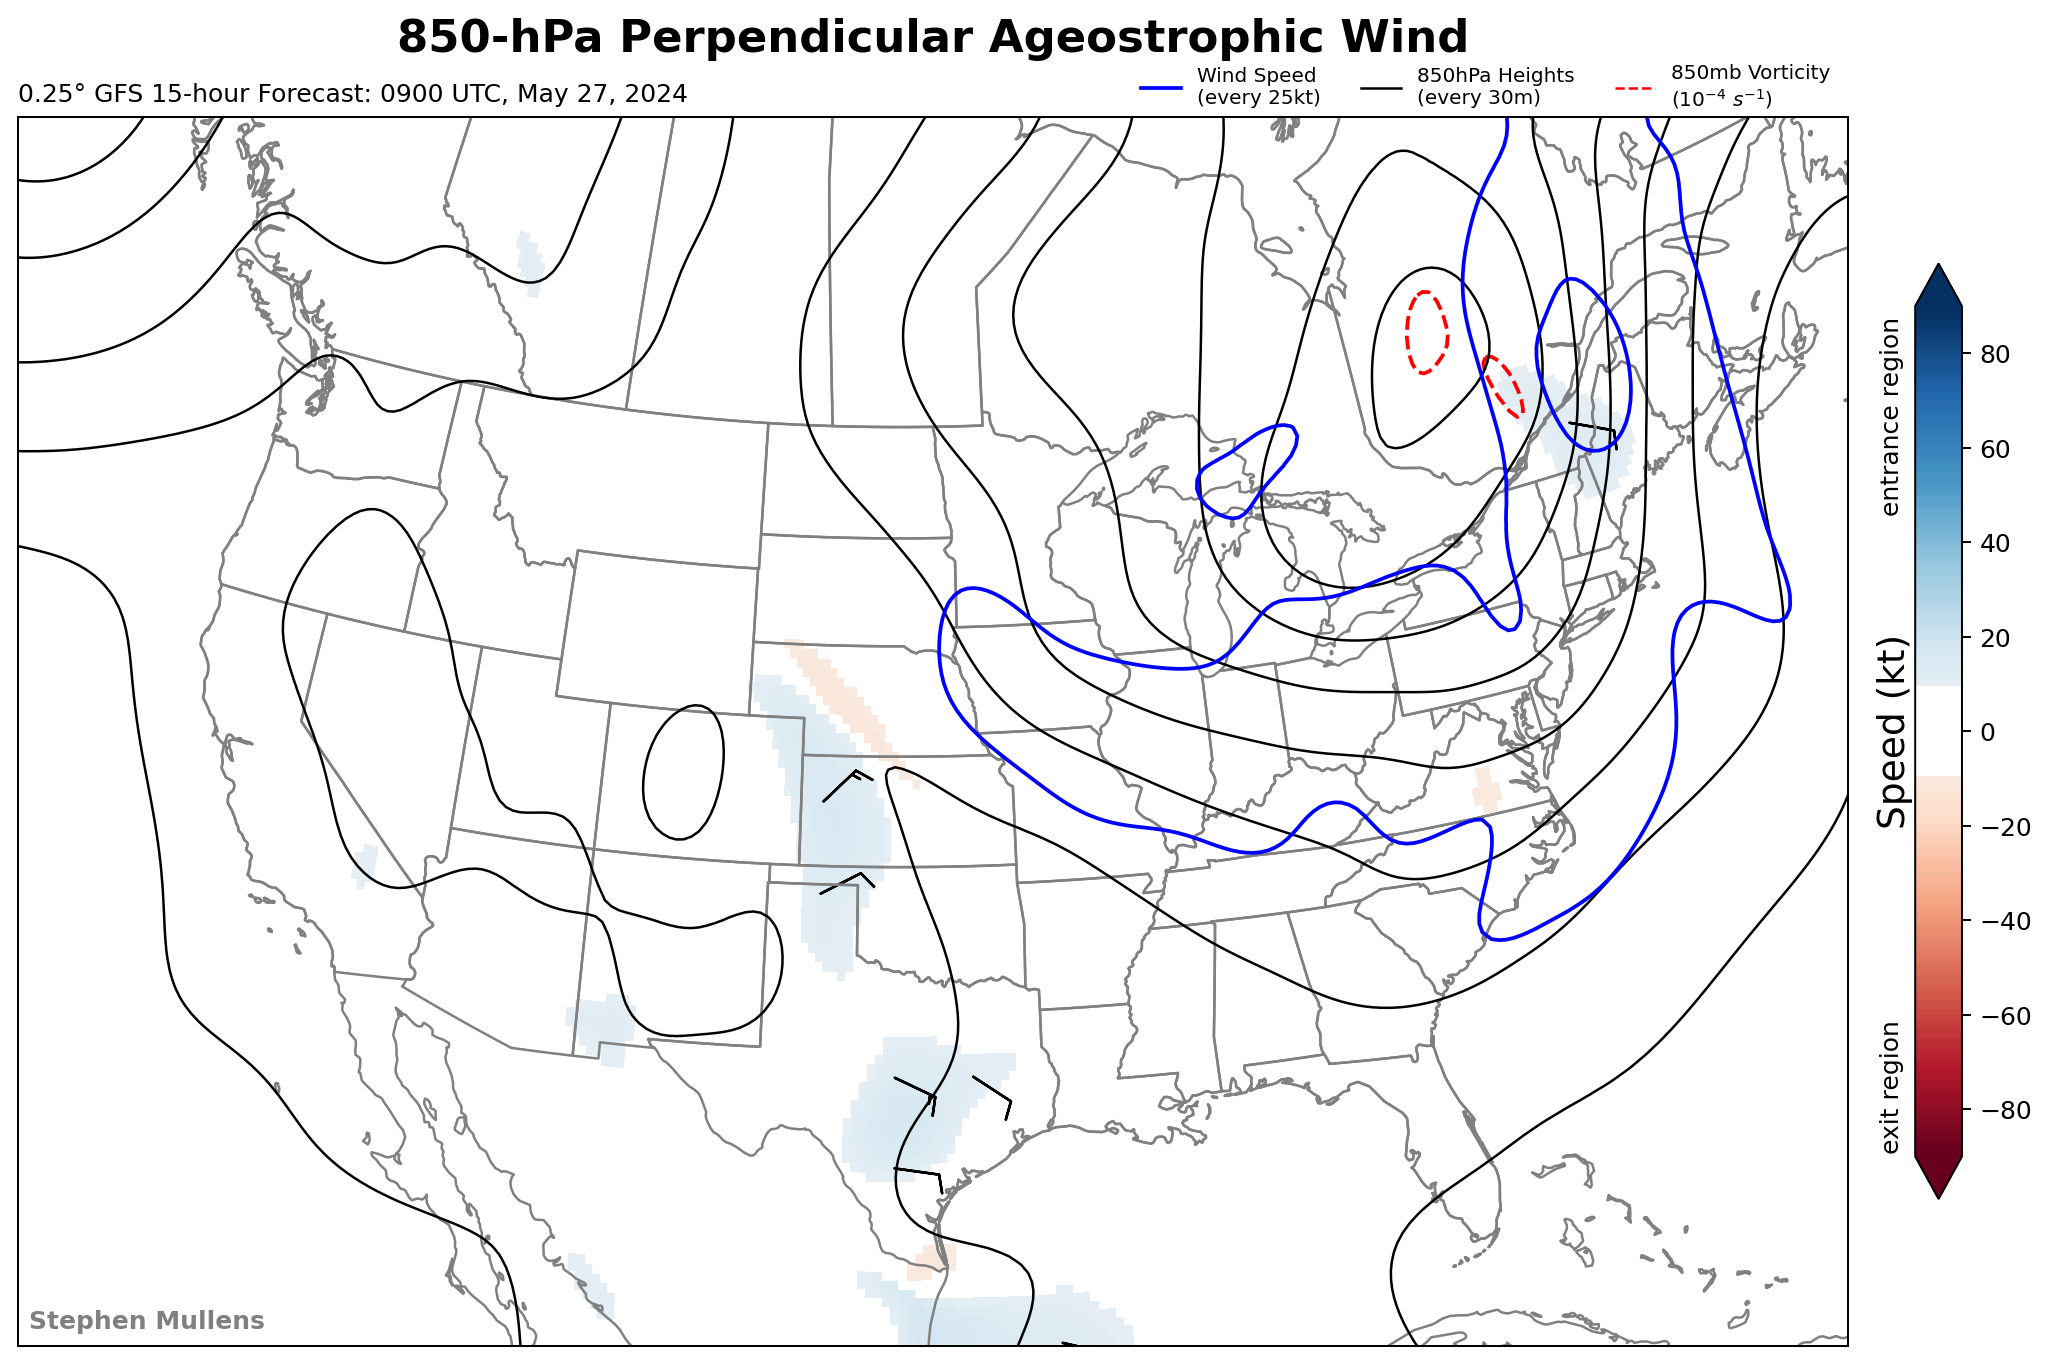 850-hPa Perpendicular Ageostrophic Wind
0.25° GFS 15-hour Forecast: 0900 UTC, May 27, 2024
Wind Speed
(every 25kt)
850hPa Heights
(every 30m)
850mb Vorticity
(10⁻⁴ s⁻¹)
entrance region
Speed (kt)
exit region
80
60
40
20
0
−20
−40
−60
−80
Stephen Mullens